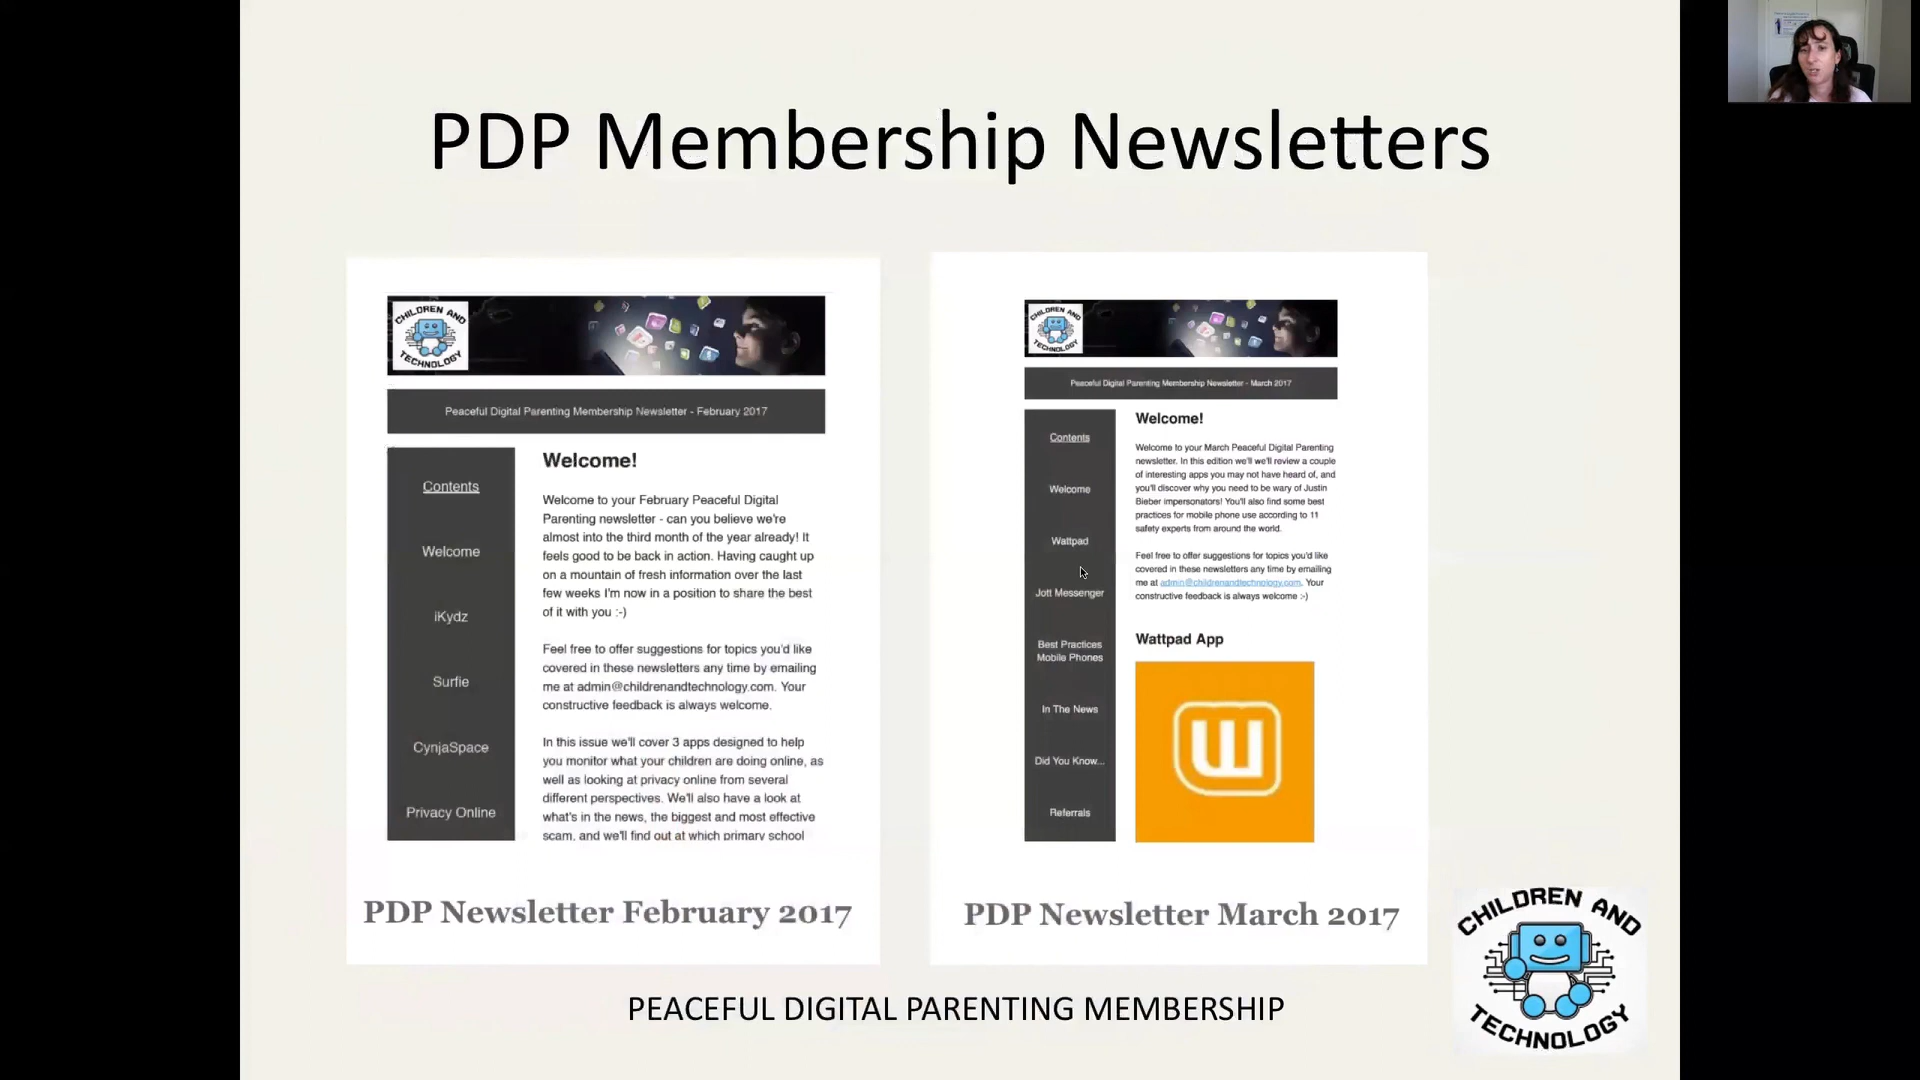 PDP Membership Newsletters
CHILDREN AND
TECHNOLOGY
Peaceful Digital Parenting Membership Newsletter - February 2017
Contents
Welcome
iKydz
Surfie
CynjaSpace
Privacy Online
Welcome!
Welcome to your February Peaceful Digital
Parenting newsletter - can you believe we're
almost into the third month of the year already! It
feels good to be back in action. Having caught up
on a mountain of fresh information over the last
few weeks I'm now in a position to share the best
of it with you :-)
Feel free to offer suggestions for topics you'd like
covered in these newsletters any time by emailing
me at admin@childrenandtechnology.com. Your
constructive feedback is always welcome.
In this issue we'll cover 3 apps designed to help
you monitor what your children are doing online, as
well as looking at privacy online from several
different perspectives. We'll also have a look at
what's in the news, the biggest and most effective
scam, and we'll find out at which primary school
PDP Newsletter February 2017
CHILDREN AND
TECHNOLOGY
Peaceful Digital Parenting Membership Newsletter - March 2017
Contents
Welcome
Wattpad
Jott Messenger
Best Practices
Mobile Phones
In The News
Did You Know...
Referrals
Welcome!
Welcome to your March Peaceful Digital Parenting
newsletter. In this edition we'll we'll review a couple
of interesting apps you may not have heard of, and
you'll discover why you need to be wary of Justin
Bieber impersonators! You'll also find some best
practices for mobile phone use according to 11
safety experts from around the world.
Feel free to offer suggestions for topics you'd like
covered in these newsletters any time by emailing
me at admin@childrenandtechnology.com. Your
constructive feedback is always welcome :-)
Wattpad App
W
PDP Newsletter March 2017
PEACEFUL DIGITAL PARENTING MEMBERSHIP
CHILDREN AND
TECHNOLOGY